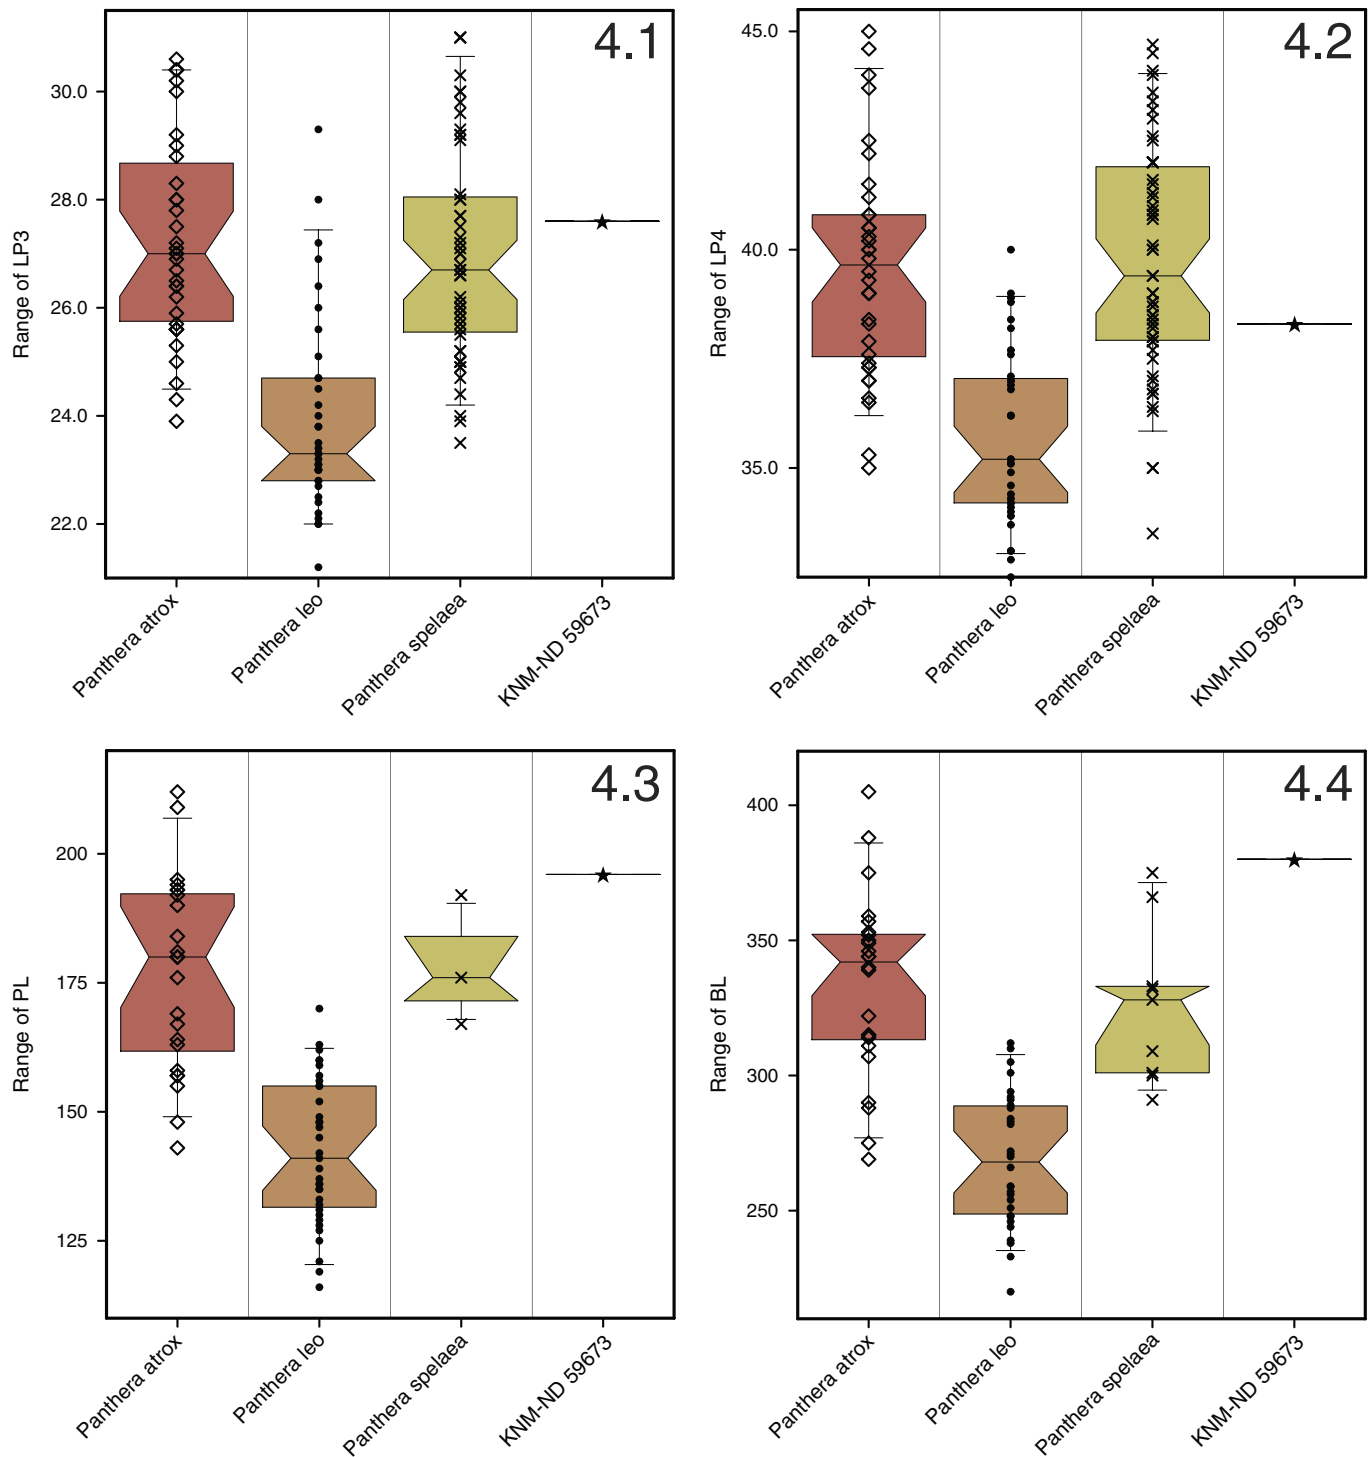 4.1
30.0
28.0
26.0
24.0
22.0
Range of LP3
Panthera atrox
Panthera leo
Panthera spelaea
KNM-ND 59673
4.2
45.0
40.0
35.0
Range of LP4
Panthera atrox
Panthera leo
Panthera spelaea
KNM-ND 59673
4.3
200
175
150
125
Range of PL
Panthera atrox
Panthera leo
Panthera spelaea
KNM-ND 59673
4.4
400
350
300
250
Range of BL
Panthera atrox
Panthera leo
Panthera spelaea
KNM-ND 59673